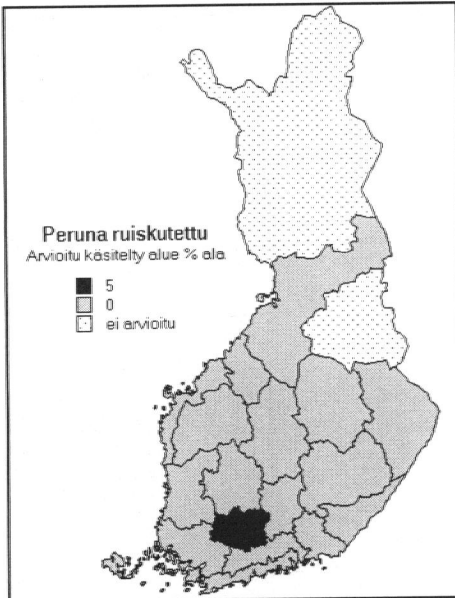 Peruna ruiskutettu
Arvioitu käsitelty alue % ala
5
0
ei arvioitu